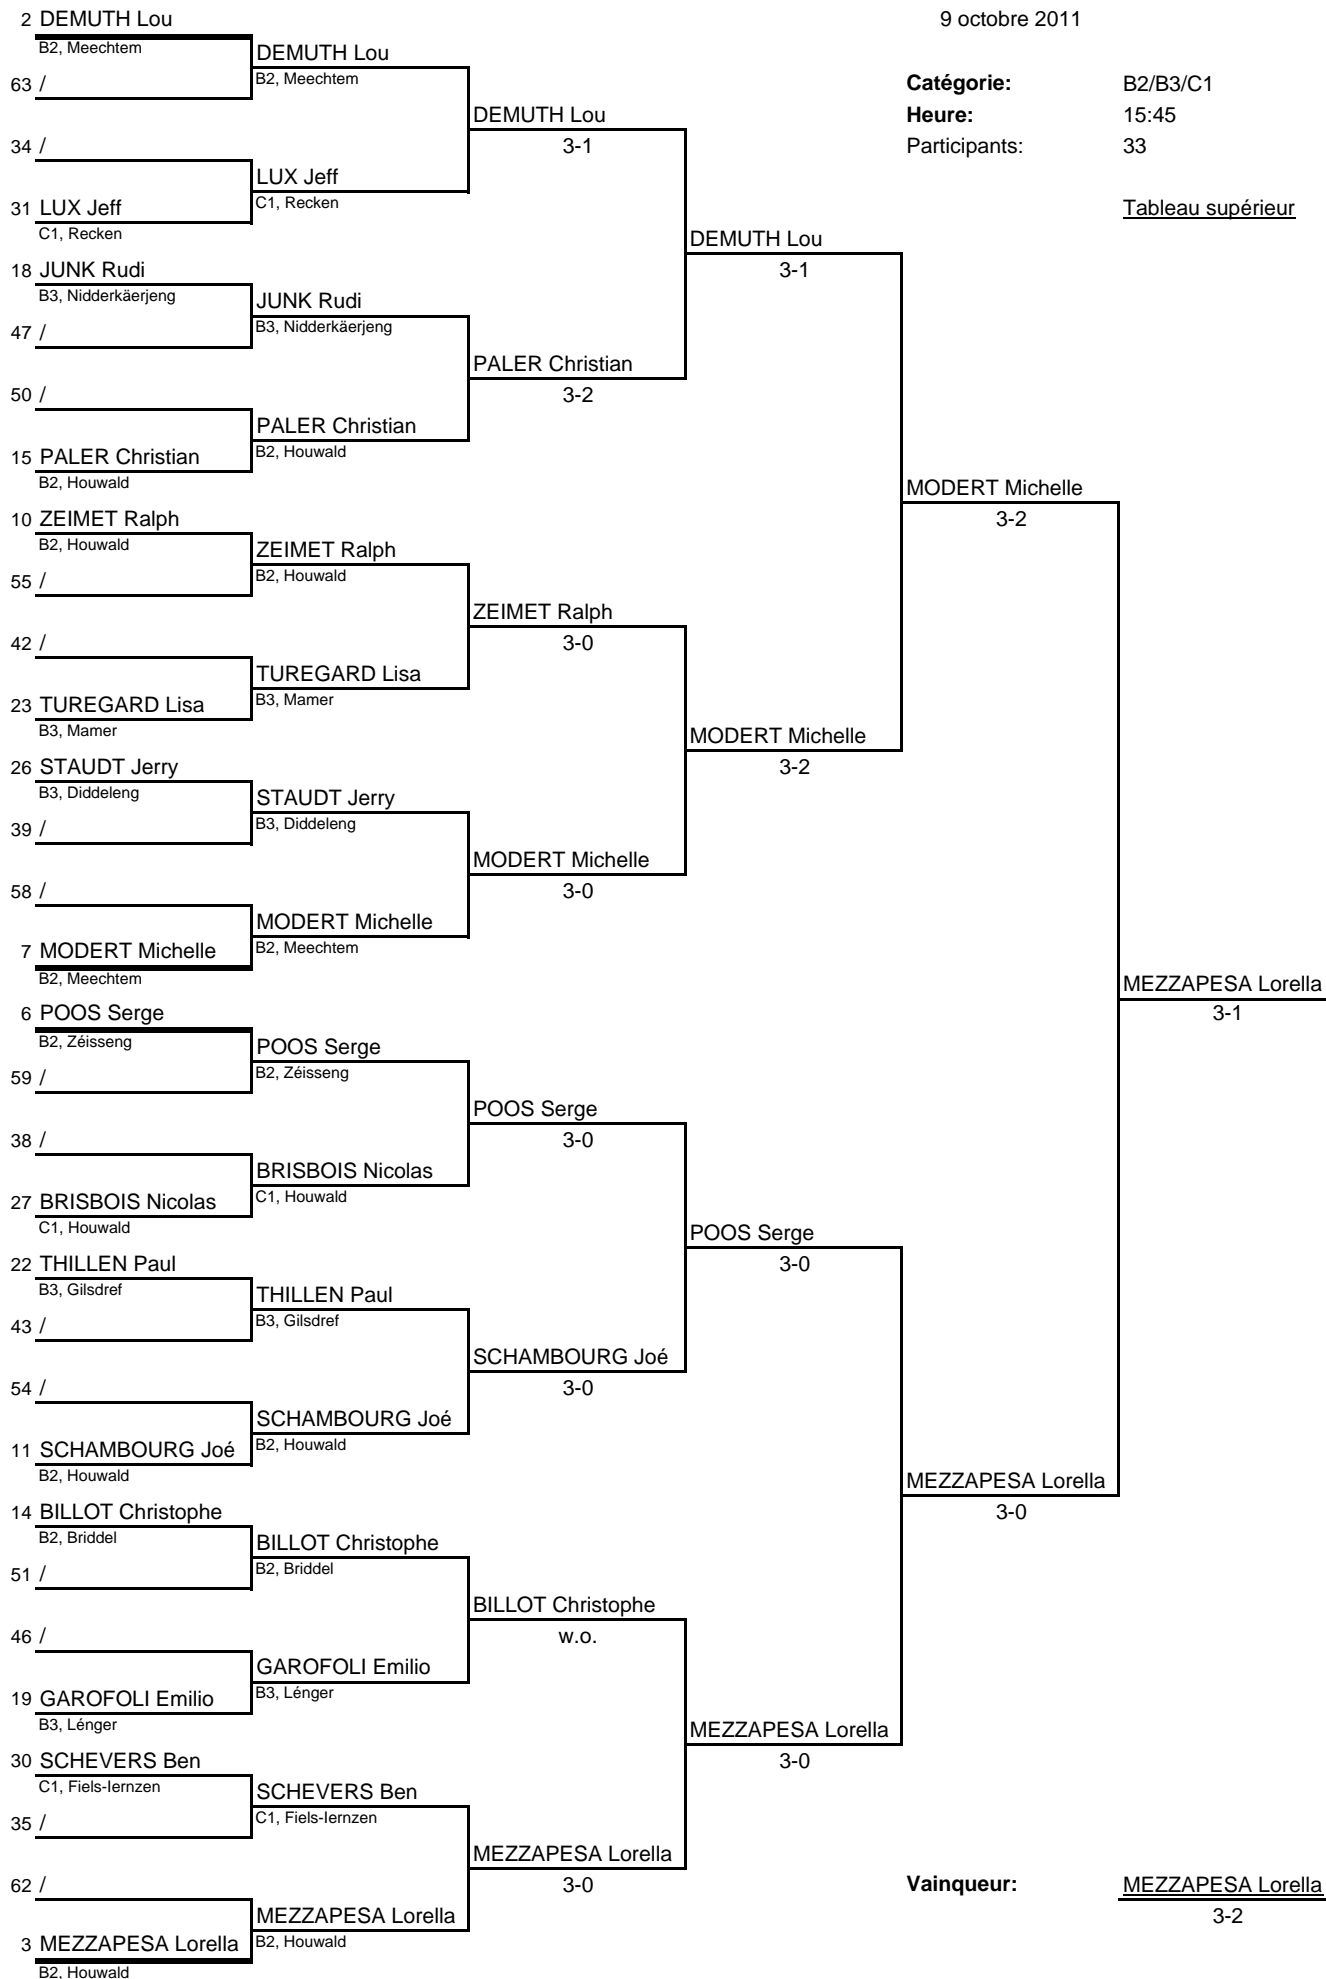 2 DEMUTH Lou 9 octobre 2011
B2, Meechtem DEMUTH Lou
63 / B2, Meechtem Catégorie: B2/B3/C1
DEMUTH Lou Heure: 15:45
34 / 3-1 Participants: 33
LUX Jeff
31 LUX Jeff C1, Recken Tableau supérieur
C1, Recken DEMUTH Lou
18 JUNK Rudi 3-1
B3, Nidderkäerjeng JUNK Rudi
47 / B3, Nidderkäerjeng
PALER Christian
50 / 3-2
PALER Christian
15 PALER Christian B2, Houwald
B2, Houwald MODERT Michelle
10 ZEIMET Ralph 3-2
B2, Houwald ZEIMET Ralph
55 / B2, Houwald
ZEIMET Ralph
42 / 3-0
TUREGARD Lisa
23 TUREGARD Lisa B3, Mamer
B3, Mamer MODERT Michelle
26 STAUDT Jerry 3-2
B3, Diddeleng STAUDT Jerry
39 / B3, Diddeleng
MODERT Michelle
58 / 3-0
MODERT Michelle
7 MODERT Michelle B2, Meechtem
B2, Meechtem MEZZAPESA Lorella
6 POOS Serge 3-1
B2, Zéisseng POOS Serge
59 / B2, Zéisseng
POOS Serge
38 / 3-0
BRISBOIS Nicolas
27 BRISBOIS Nicolas C1, Houwald
C1, Houwald POOS Serge
22 THILLEN Paul 3-0
B3, Gilsdref THILLEN Paul
43 / B3, Gilsdref
SCHAMBOURG Joé
54 / 3-0
SCHAMBOURG Joé
11 SCHAMBOURG Joé B2, Houwald
B2, Houwald MEZZAPESA Lorella
14 BILLOT Christophe 3-0
B2, Briddel BILLOT Christophe
51 / B2, Briddel
BILLOT Christophe
46 / w.o.
GAROFOLI Emilio
19 GAROFOLI Emilio B3, Lénger
B3, Lénger MEZZAPESA Lorella
30 SCHEVERS Ben 3-0
C1, Fiels-Iernzen SCHEVERS Ben
35 / C1, Fiels-Iernzen
MEZZAPESA Lorella
62 / 3-0 Vainqueur: MEZZAPESA Lorella
MEZZAPESA Lorella 3-2
3 MEZZAPESA Lorella B2, Houwald
B2, Houwald